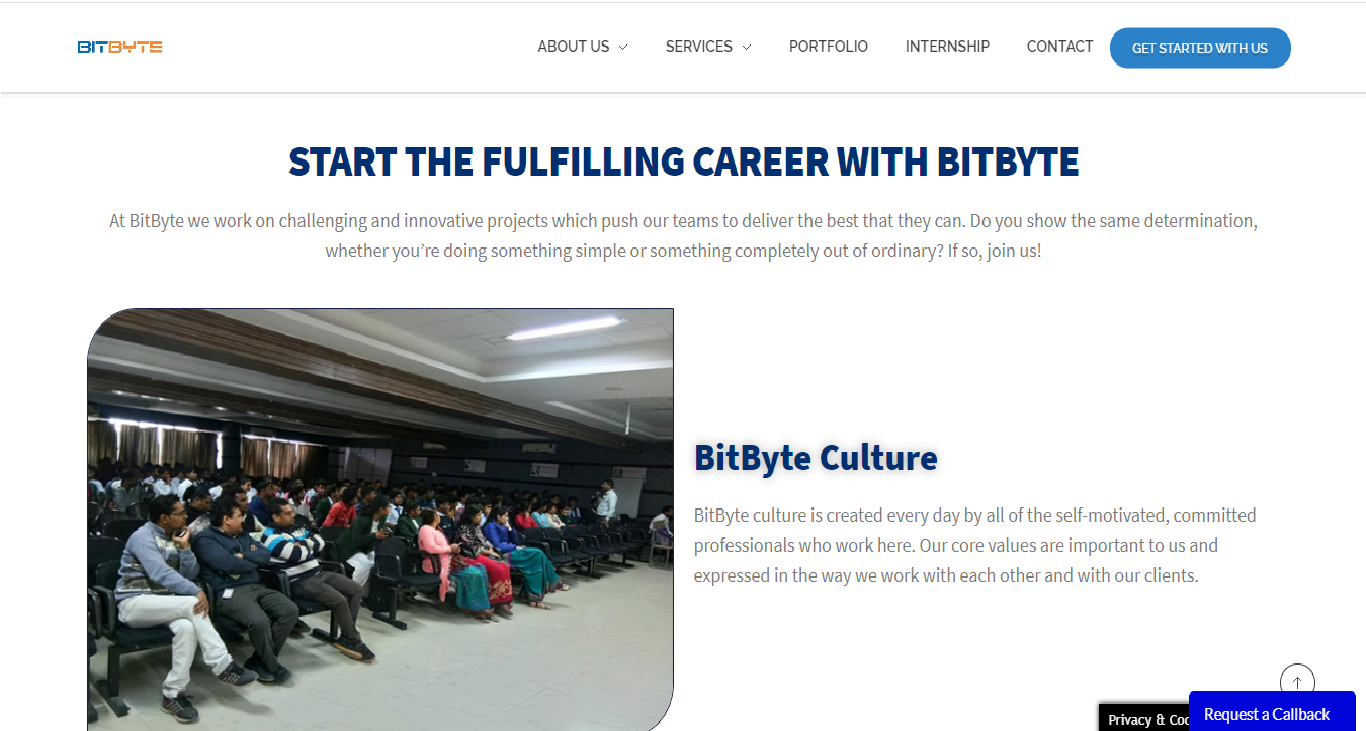 BITBYTE
ABOUT US
SERVICES
PORTFOLIO
INTERNSHIP
CONTACT
GET STARTED WITH US
START THE FULFILLING CAREER WITH BITBYTE
At BitByte we work on challenging and innovative projects which push our teams to deliver the best that they can. Do you show the same determination,
whether you’re doing something simple or something completely out of ordinary? If so, join us!
BitByte Culture
BitByte culture is created every day by all of the self-motivated, committed
professionals who work here. Our core values are important to us and
expressed in the way we work with each other and with our clients.
Privacy &
Request a Callback